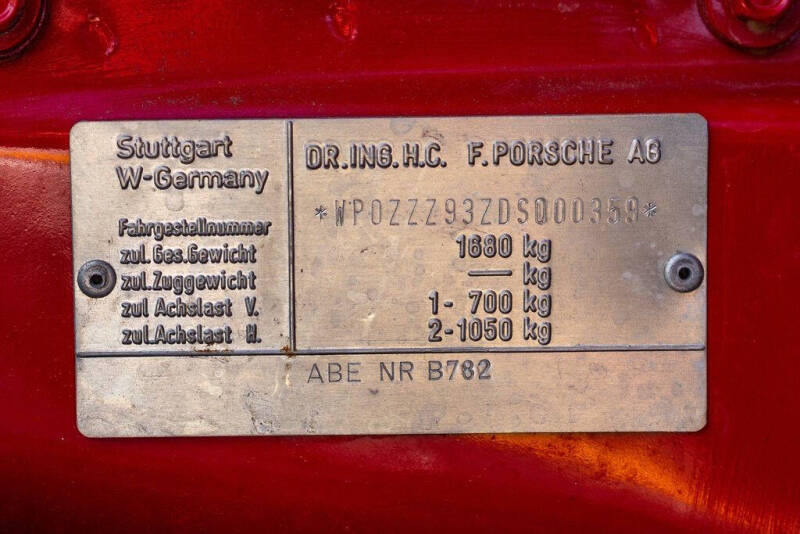 Stuttgart
W-Germany
DR.ING.H.C. F.PORSCHE AG
Fahrgestellnummer *WP0ZZZ93ZDS000359*
zul.Ges.Gewicht 1680 kg
zul.Zuggewicht — kg
zul Achslast V. 1- 700 kg
zul.Achslast H. 2-1050 kg
ABE NR B782